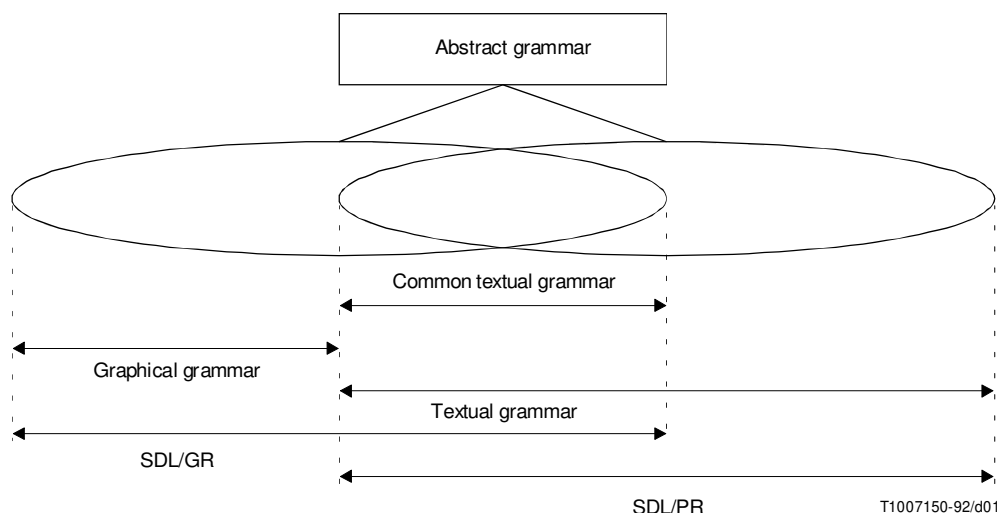 Abstract grammar
Common textual grammar
Graphical grammar
Textual grammar
SDL/GR
SDL/PR
T1007150-92/d01